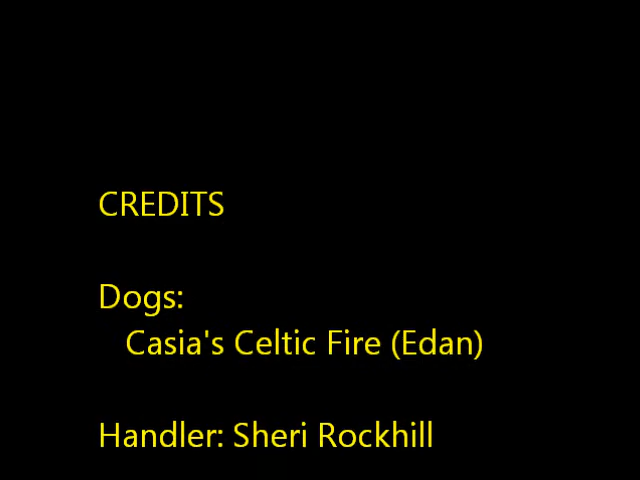 CREDITS
Dogs:
Casia's Celtic Fire (Edan)
Handler: Sheri Rockhill